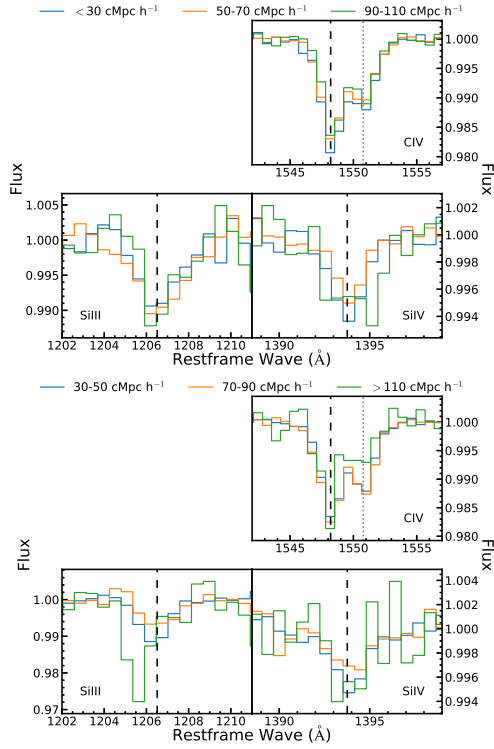 < 30 cMpc h⁻¹ 50-70 cMpc h⁻¹ 90-110 cMpc h⁻¹
1.000
0.995
0.990
0.985
0.980
CIV
1545 1550 1555
Flux Flux
1.005
1.000
0.995
0.990
SiIII
1.002
1.000
0.998
0.996
0.994
SiIV
1202 1204 1206 1208 1210 1390 1395
Restframe Wave (Å) Restframe Wave (Å)
30-50 cMpc h⁻¹ 70-90 cMpc h⁻¹ > 110 cMpc h⁻¹
1.000
0.995
0.990
0.985
0.980
CIV
1545 1550 1555
Flux Flux
1.00
0.99
0.98
0.97
SiIII
1.004
1.002
1.000
0.998
0.996
0.994
SiIV
1202 1204 1206 1208 1210 1390 1395
Restframe Wave (Å) Restframe Wave (Å)